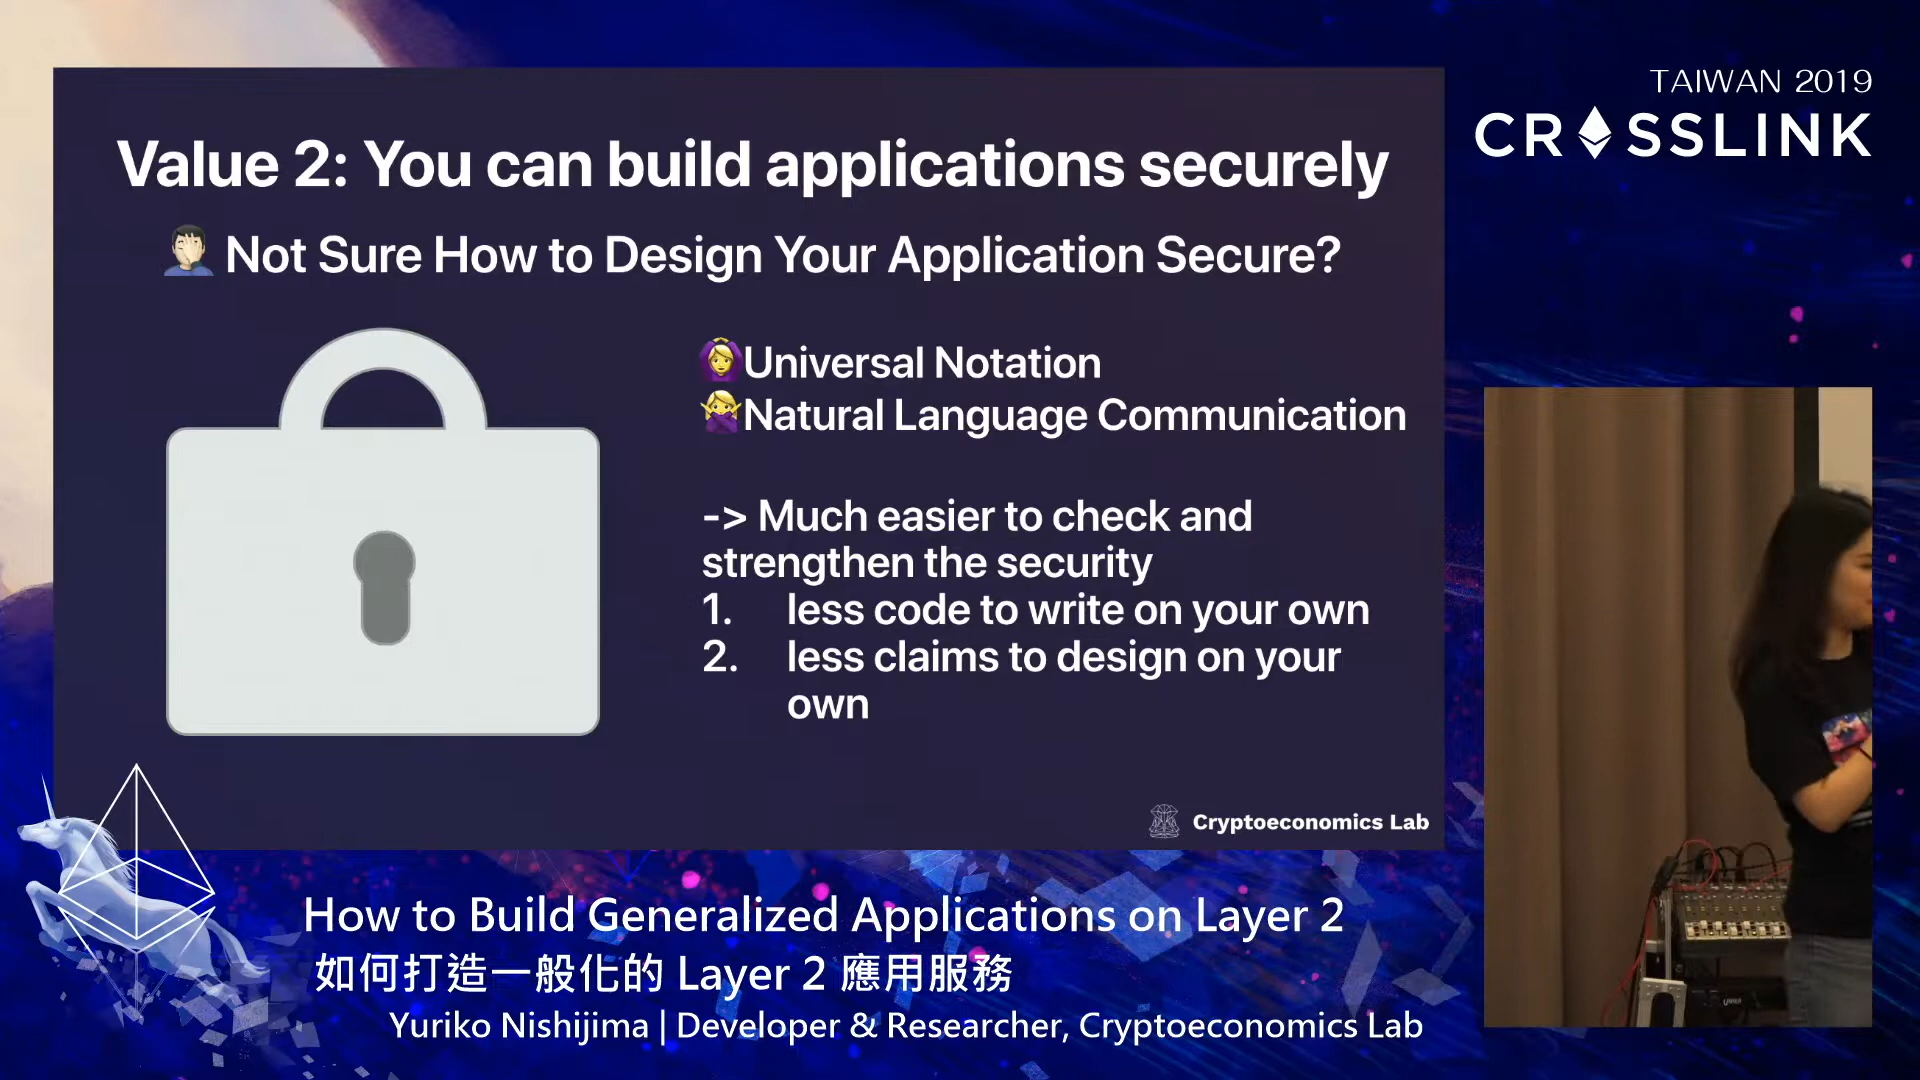 TAIWAN 2019
CROSSLINK
Value 2: You can build applications securely
Not Sure How to Design Your Application Secure?
Universal Notation
Natural Language Communication
-> Much easier to check and
strengthen the security
1. less code to write on your own
2. less claims to design on your
own
Cryptoeconomics Lab
How to Build Generalized Applications on Layer 2
如何打造一般化的 Layer 2 應用服務
Yuriko Nishijima | Developer & Researcher, Cryptoeconomics Lab